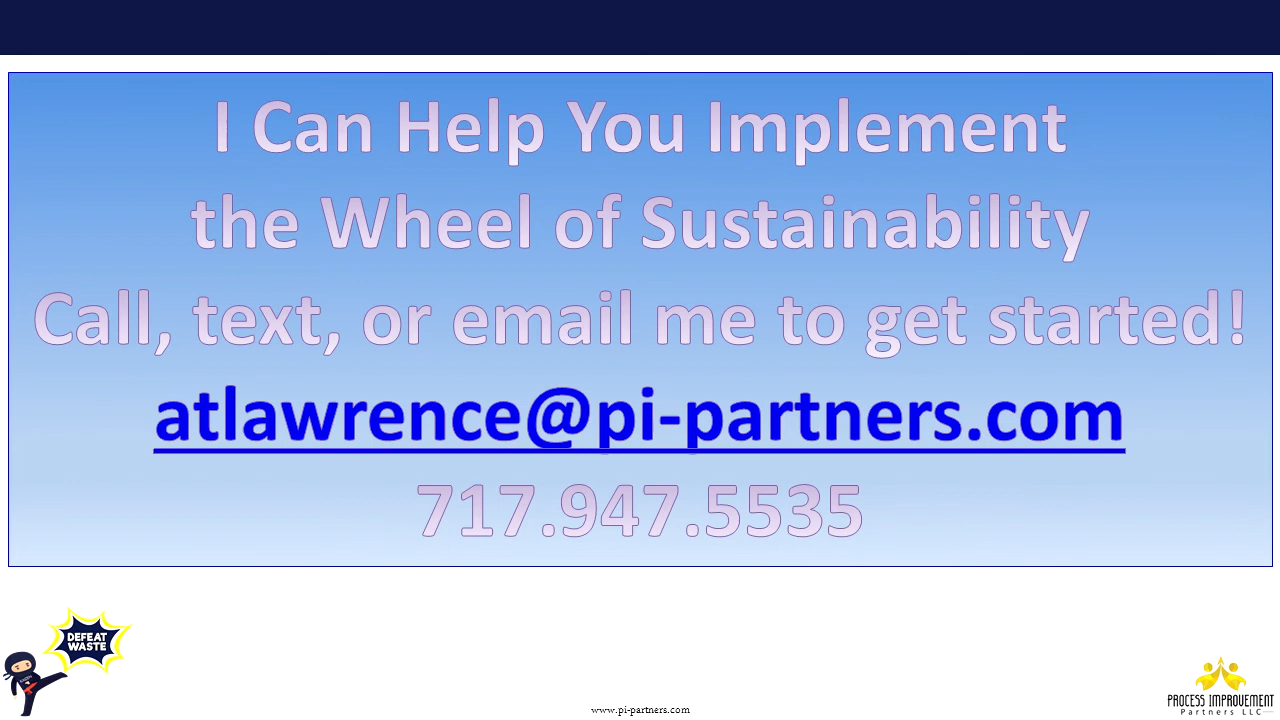 I Can Help You Implement
the Wheel of Sustainability
Call, text, or email me to get started!
atlawrence@pi-partners.com
717.947.5535
DEFEAT
WASTE
www.pi-partners.com
PROCESS IMPROVEMENT
Partners LLC